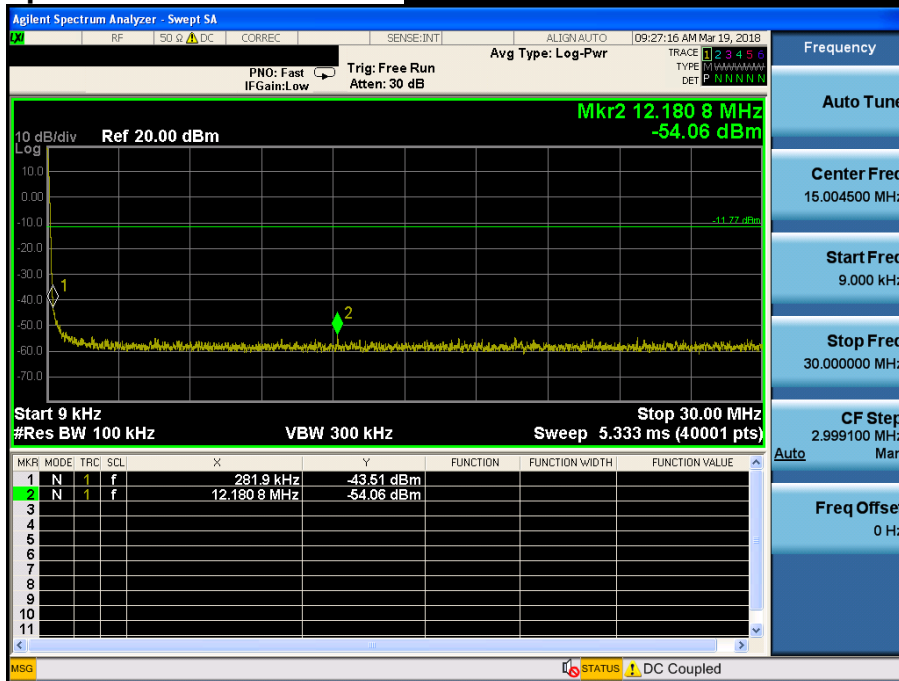 Agilent Spectrum Analyzer - Swept SA
LXI RF 50 Ω DC CORREC SENSE:INT ALIGN AUTO 09:27:16 AM Mar 19, 2018
Avg Type: Log-Pwr TRACE 1 2 3 4 5 6
PNO: Fast Trig: Free Run TYPE M W W W W W
IFGain:Low Atten: 30 dB DET P N N N N N
Mkr2 12.180 8 MHz
10 dB/div Ref 20.00 dBm -54.06 dBm
Log
10.0
0.00
-10.0
-11.77 dBm
-20.0
-30.0
1
-40.0
2
-50.0
-60.0
-70.0
Start 9 kHz Stop 30.00 MHz
#Res BW 100 kHz VBW 300 kHz Sweep 5.333 ms (40001 pts)
MKR MODE TRC SCL X Y FUNCTION FUNCTION WIDTH FUNCTION VALUE
1 N 1 f 281.9 kHz -43.51 dBm
2 N 1 f 12.180 8 MHz -54.06 dBm
3
4
5
6
7
8
9
10
11
MSG STATUS DC Coupled
Frequency
Auto Tune
Center Freq
15.004500 MHz
Start Freq
9.000 kHz
Stop Freq
30.000000 MHz
CF Step
2.999100 MHz
Auto Man
Freq Offset
0 Hz